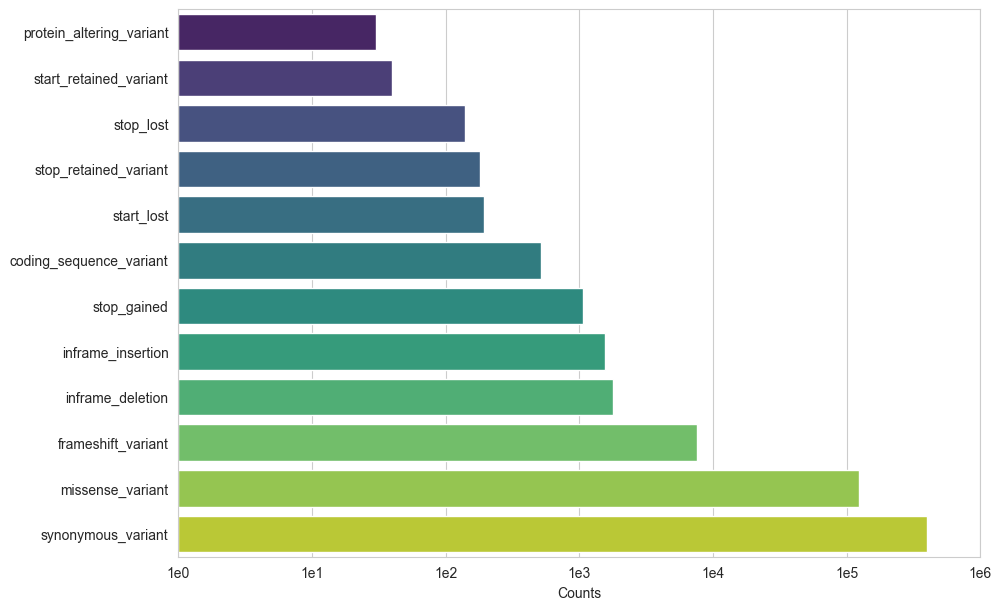 protein_altering_variant
start_retained_variant
stop_lost
stop_retained_variant
start_lost
coding_sequence_variant
stop_gained
inframe_insertion
inframe_deletion
frameshift_variant
missense_variant
synonymous_variant
1e0 1e1 1e2 1e3 1e4 1e5 1e6
Counts